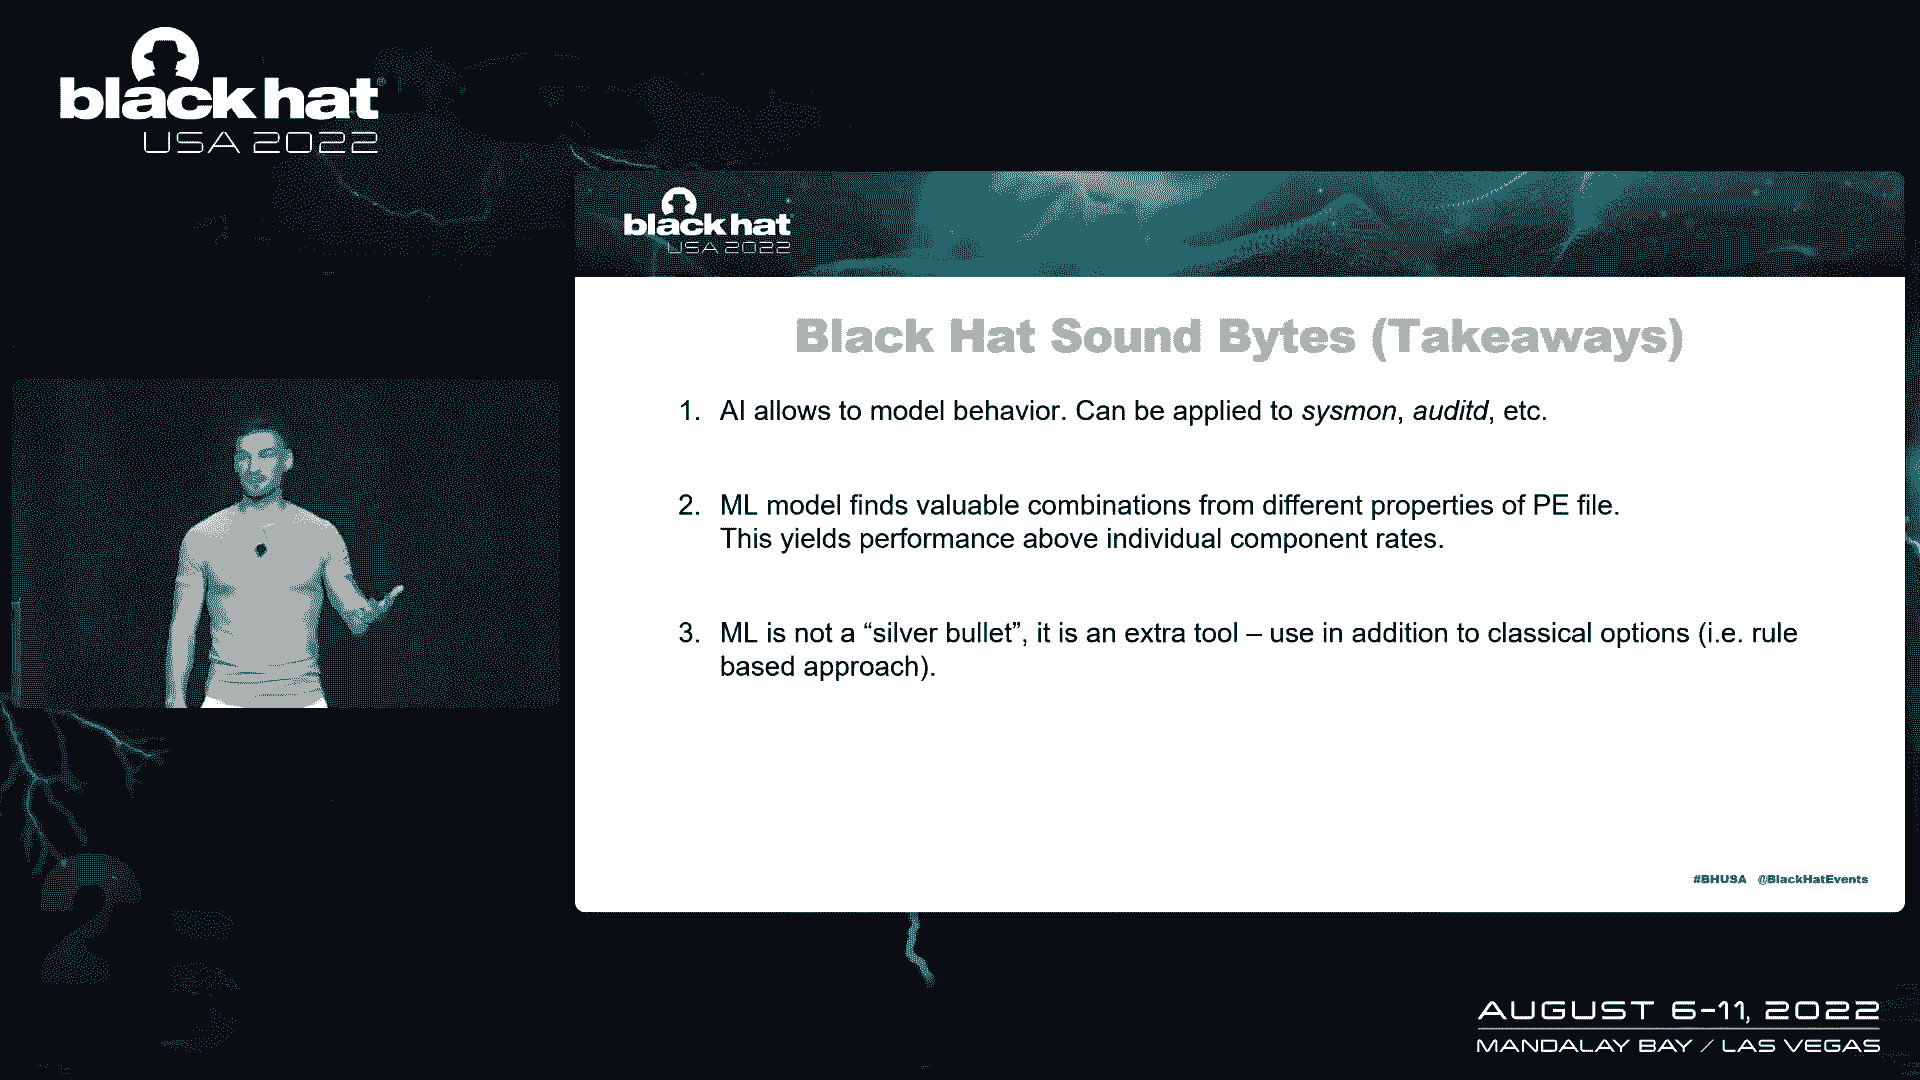 black hat®
USA 2022
black hat
USA 2022
Black Hat Sound Bytes (Takeaways)
1. AI allows to model behavior. Can be applied to sysmon, auditd, etc.
2. ML model finds valuable combinations from different properties of PE file.
This yields performance above individual component rates.
3. ML is not a “silver bullet”, it is an extra tool – use in addition to classical options (i.e. rule
based approach).
#BHUSA @BlackHatEvents
AUGUST 6-11, 2022
MANDALAY BAY / LAS VEGAS